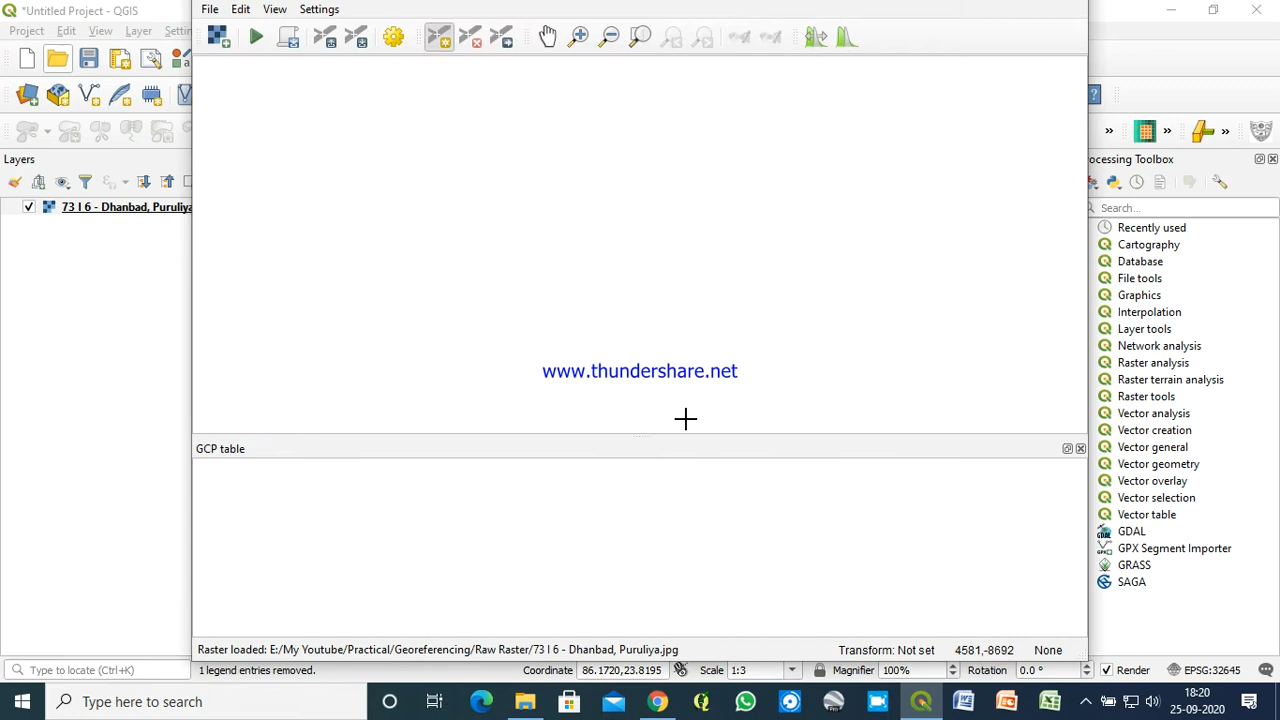 *Untitled Project - QGIS
Project Edit View Layer
File Edit View Settings
Layers
73 I 6 - Dhanbad, Puruliya
www.thundershare.net
GCP table
Raster loaded: E:/My Youtube/Practical/Georeferencing/Raw Raster/73 I 6 - Dhanbad, Puruliya.jpg
Transform: Not set 4581,-8692 None
Search...
Recently used
Cartography
Database
File tools
Graphics
Interpolation
Layer tools
Network analysis
Raster analysis
Raster terrain analysis
Raster tools
Vector analysis
Vector creation
Vector general
Vector geometry
Vector overlay
Vector selection
Vector table
GDAL
GPX Segment Importer
GRASS
SAGA
Type to locate (Ctrl+K) 1 legend entries removed. Coordinate 86.1720,23.8195 Scale 1:3 Magnifier 100% Rotation 0.0 ° Render EPSG:32645
Type here to search
18:20
25-09-2020